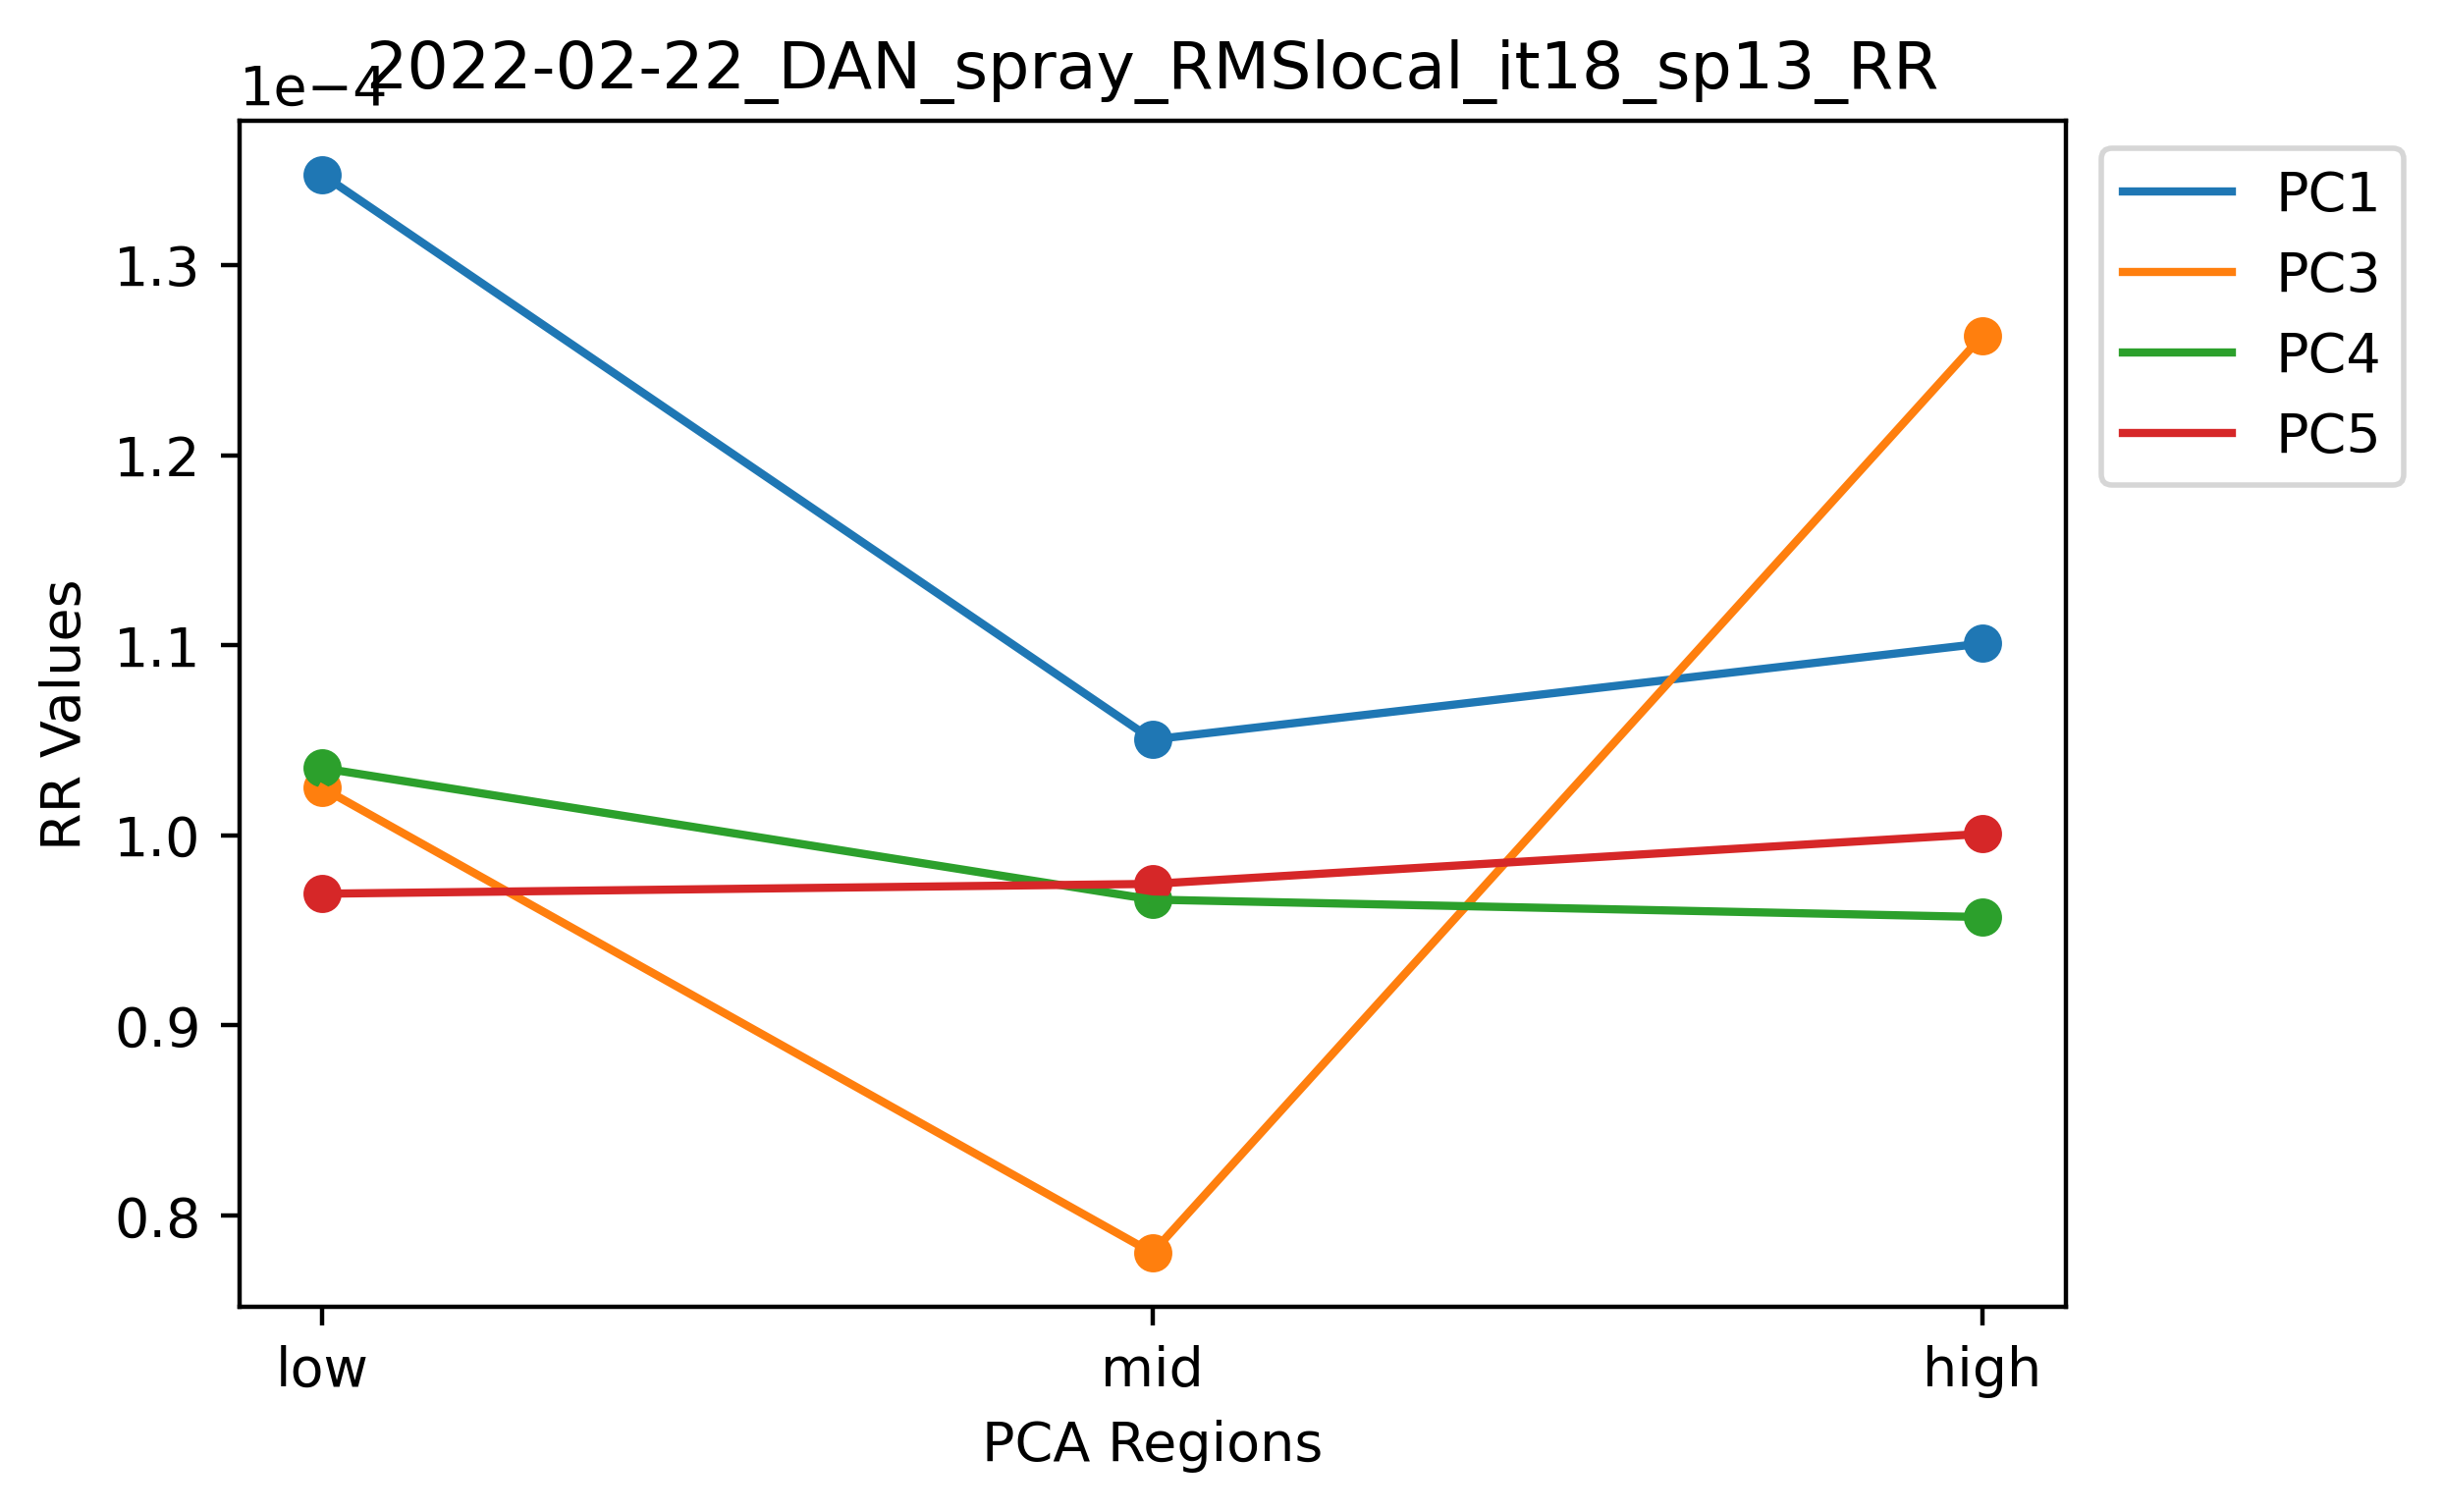 2022-02-22_DAN_spray_RMSlocal_it18_sp13_RR
1e−4
1.3
1.2
1.1
1.0
0.9
0.8
RR Values
low
mid
high
PCA Regions
PC1
PC3
PC4
PC5